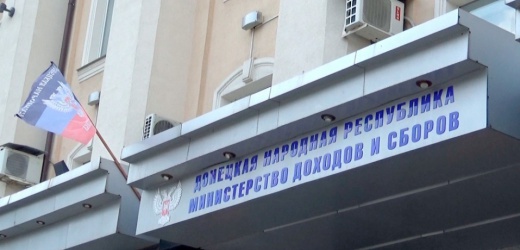 ДОНЕЦКАЯ НАРОДНАЯ РЕСПУБЛИКА
МИНИСТЕРСТВО ДОХОДОВ И СБОРОВ